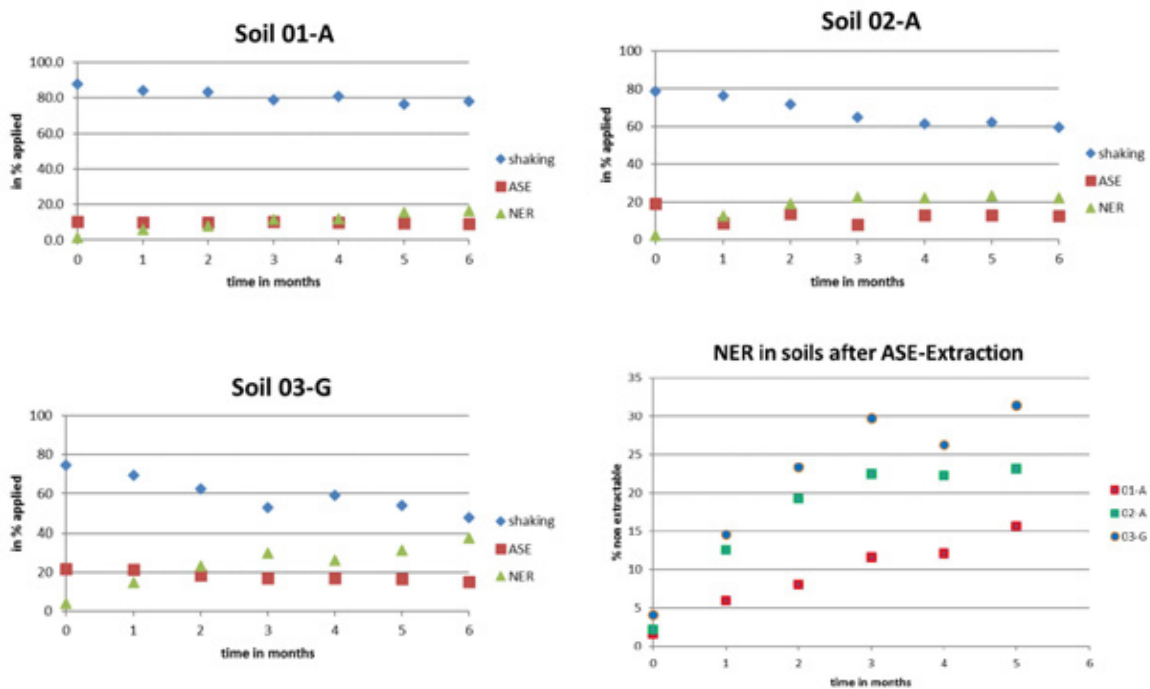 Soil 01-A
in % applied
100.0
80.0
60.0
40.0
20.0
0.0
0 1 2 3 4 5 6
time in months
shaking
ASE
NER
Soil 02-A
in % applied
100
80
60
40
20
0
0 1 2 3 4 5 6
time in months
shaking
ASE
NER
Soil 03-G
in % applied
100
80
60
40
20
0
0 1 2 3 4 5 6
time in months
shaking
ASE
NER
NER in soils after ASE-Extraction
% non extractable
35
30
25
20
15
10
5
0
0 1 2 3 4 5 6
time in months
01-A
02-A
03-G